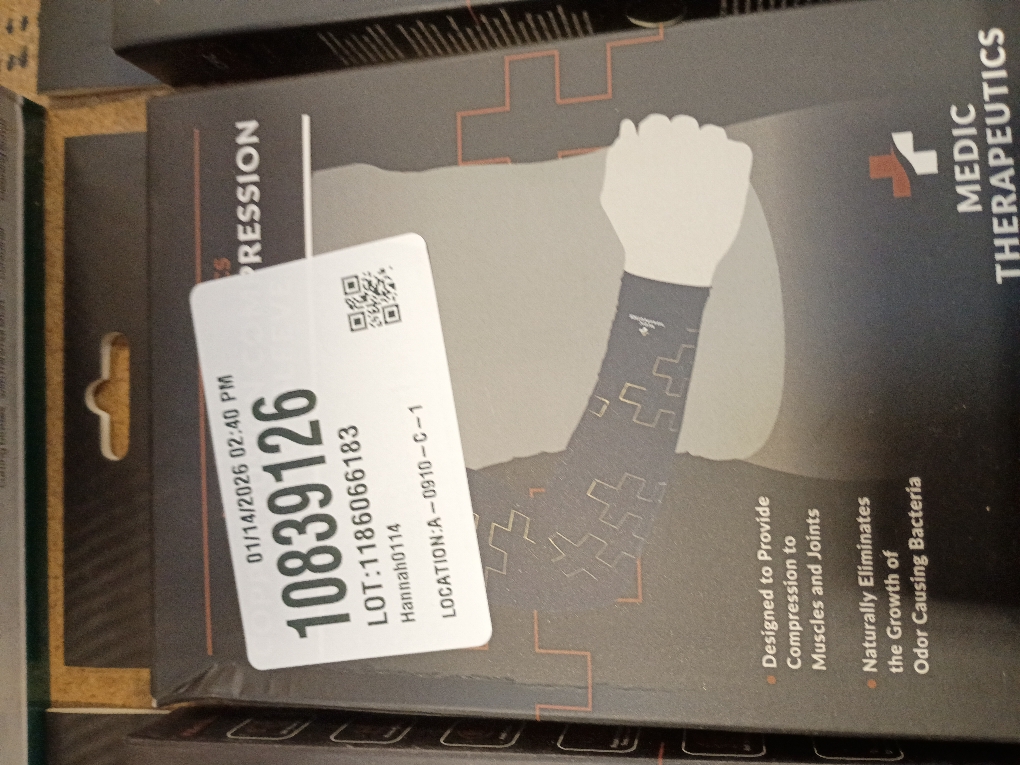 PRESSION
01/14/2026 02:40 PM
10839126
LOT:1186066183
Hannah0114
LOCATION:A-0910-C-1
• Designed to Provide
Compression to
Muscles and Joints
• Naturally Eliminates
the Growth of
Odor Causing Bacteria
MEDIC
THERAPEUTICS